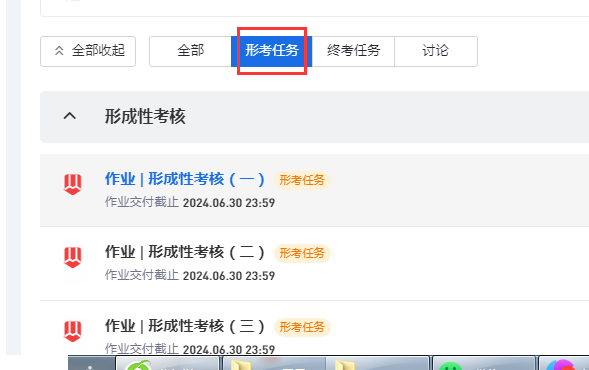 全部收起 全部 形考任务 终考任务 讨论
形成性考核
作业 | 形成性考核（一） 形考任务
作业交付截止 2024.06.30 23:59
作业 | 形成性考核（二） 形考任务
作业交付截止 2024.06.30 23:59
作业 | 形成性考核（三） 形考任务
作业交付截止 2024.06.30 23:59